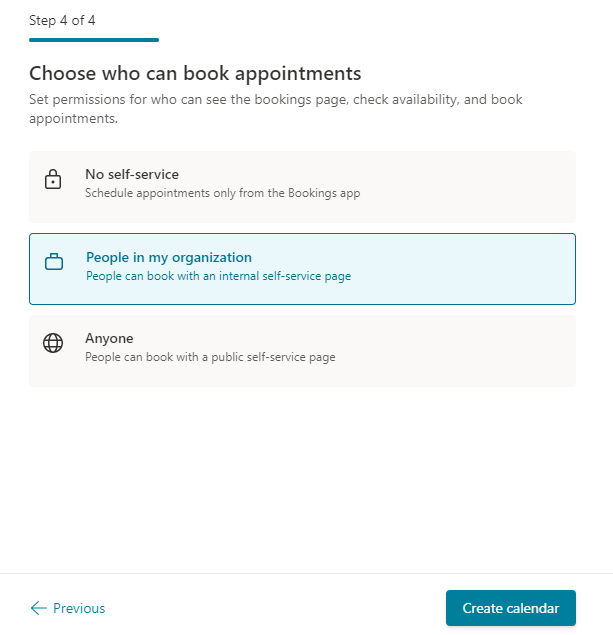 Step 4 of 4
Choose who can book appointments
Set permissions for who can see the bookings page, check availability, and book
appointments.
No self-service
Schedule appointments only from the Bookings app
People in my organization
People can book with an internal self-service page
Anyone
People can book with a public self-service page
Previous
Create calendar